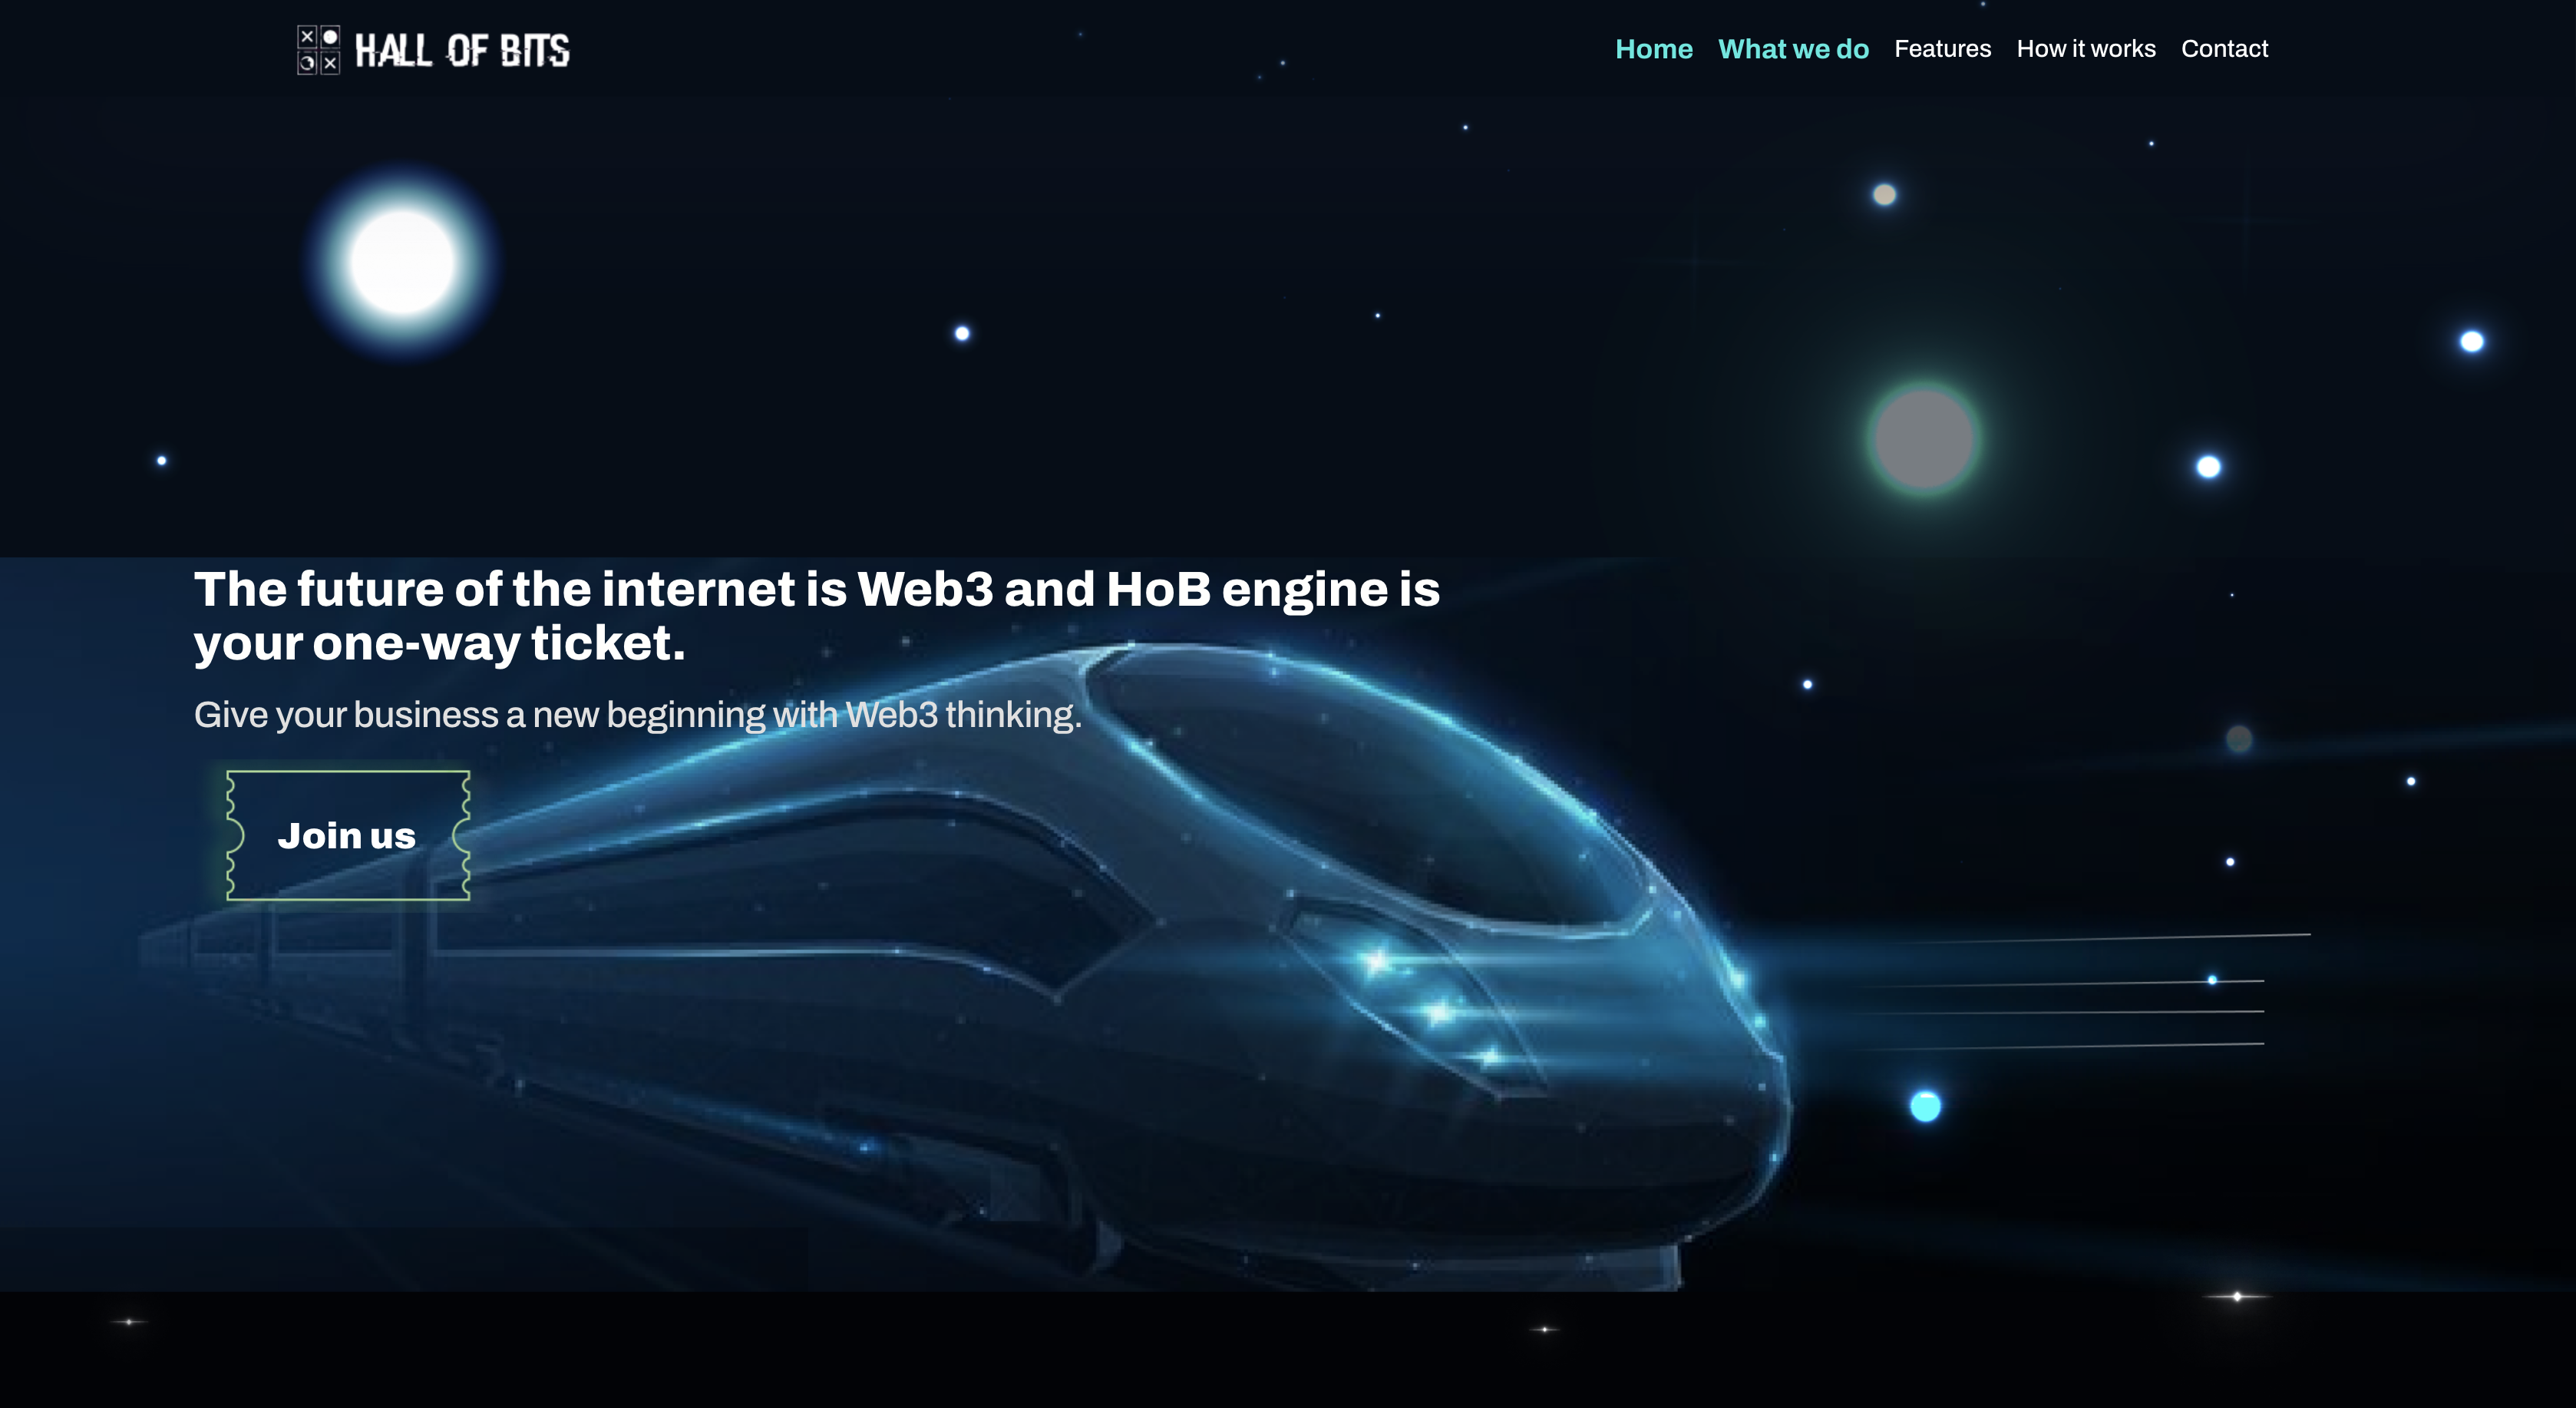 HALL OF BITS
Home What we do Features How it works Contact
The future of the internet is Web3 and HoB engine is
your one-way ticket.
Give your business a new beginning with Web3 thinking.
Join us